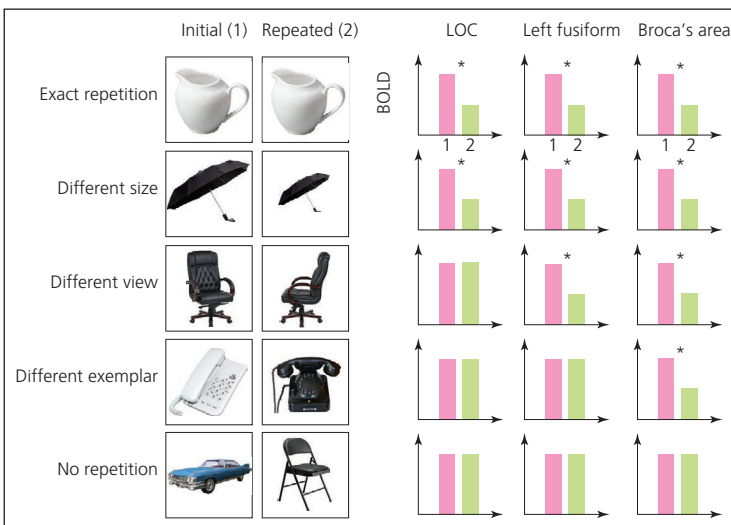 Initial (1) Repeated (2) LOC Left fusiform Broca's area
Exact repetition BOLD * * *
1 2 1 2 1 2
Different size * * *
Different view * *
Different exemplar *
No repetition